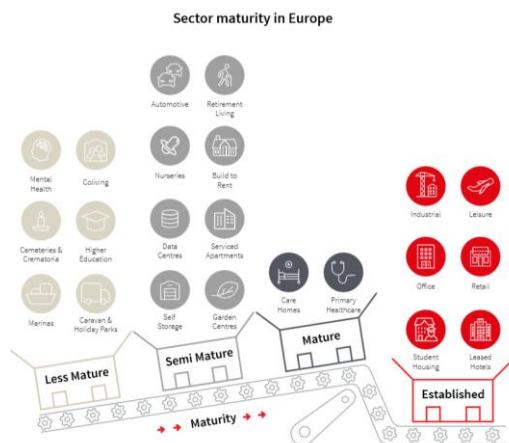 Sector maturity in Europe
Automotive
Retirement
Living
Mental
Health
Coliving
Nurseries
Build to
Rent
Cemeteries &
Crematoria
Higher
Education
Data
Centres
Serviced
Apartments
Industrial
Leisure
Marinas
Caravan &
Holiday Parks
Self
Storage
Garden
Centres
Care
Homes
Primary
Healthcare
Office
Retail
Student
Housing
Leased
Hotels
Less Mature
Semi Mature
Mature
Established
Maturity